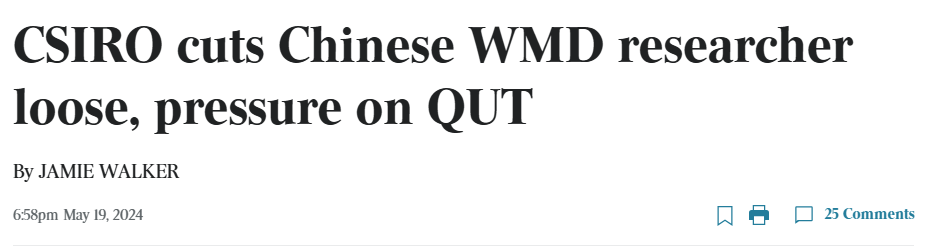 CSIRO cuts Chinese WMD researcher
loose, pressure on QUT
By JAMIE WALKER
6:58pm May 19, 2024
25 Comments